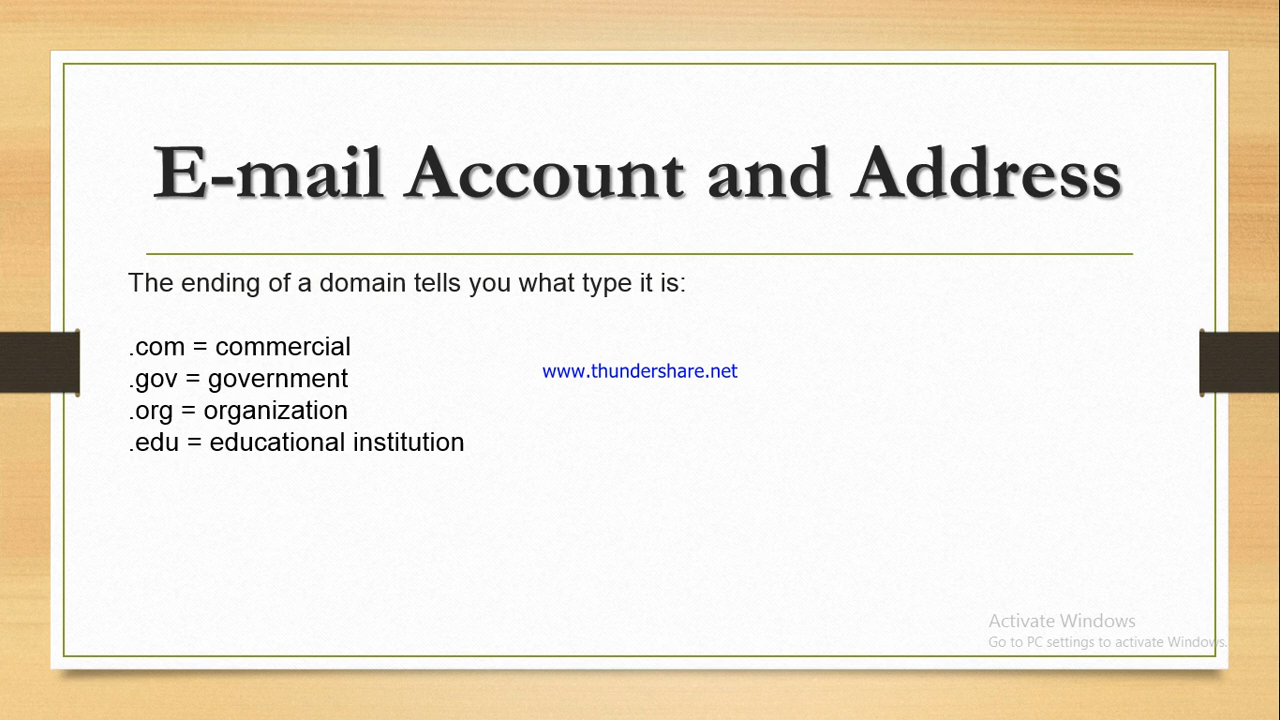 E-mail Account and Address
The ending of a domain tells you what type it is:
.com = commercial
www.thundershare.net
.gov = government
.org = organization
.edu = educational institution
Activate Windows
Go to PC settings to activate Windows.